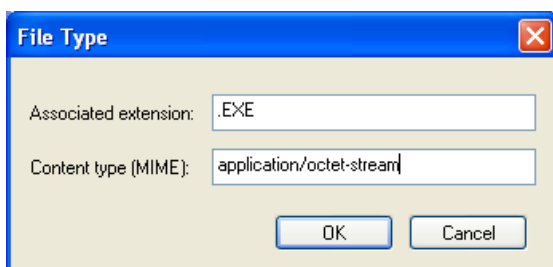 File Type
Associated extension: .EXE
Content type (MIME): application/octet-stream
OK Cancel